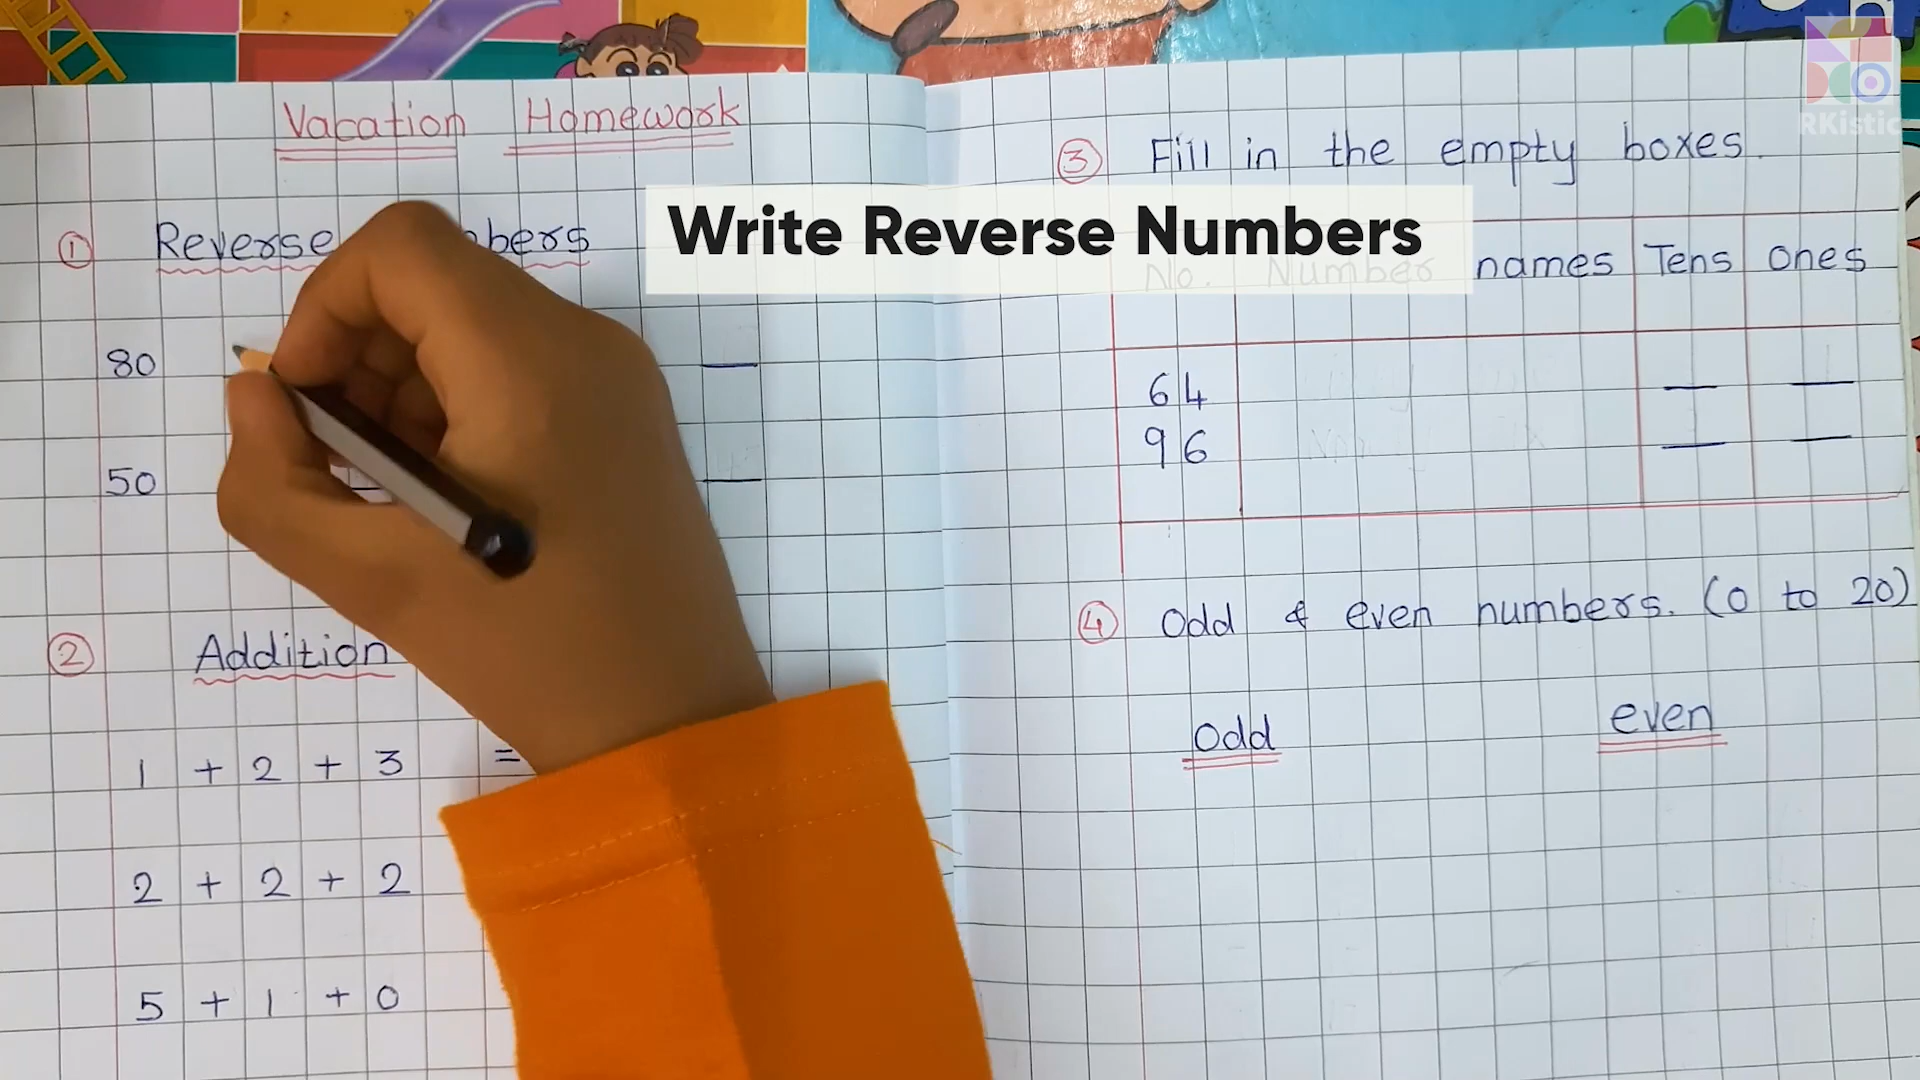 Vacation Homework
① Reverse
80
50
② Addition
1 + 2 + 3 =
2 + 2 + 2
5 + 1 + 0
Write Reverse Numbers
③ Fill in the empty boxes.
No. Number names Tens Ones
64
96
④ Odd & even numbers. (0 to 20)
Odd even
RKistic